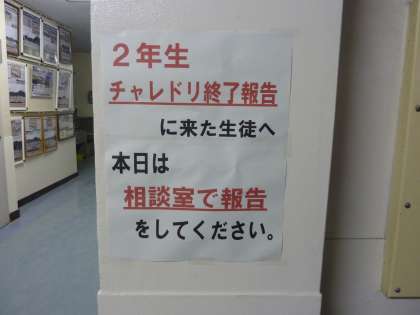 ２年生
チャレドリ終了報告
に来た生徒へ
本日は
相談室で報告
をしてください。